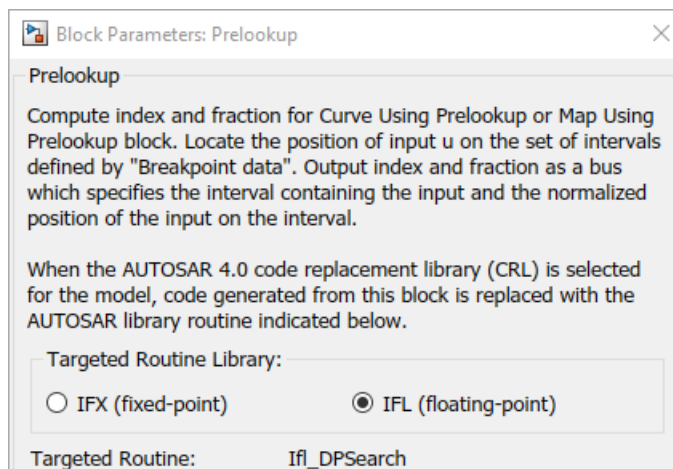 Block Parameters: Prelookup
Prelookup
Compute index and fraction for Curve Using Prelookup or Map Using
Prelookup block. Locate the position of input u on the set of intervals
defined by "Breakpoint data". Output index and fraction as a bus
which specifies the interval containing the input and the normalized
position of the input on the interval.
When the AUTOSAR 4.0 code replacement library (CRL) is selected
for the model, code generated from this block is replaced with the
AUTOSAR library routine indicated below.
Targeted Routine Library:
IFX (fixed-point) IFL (floating-point)
Targeted Routine: Ifl_DPSearch